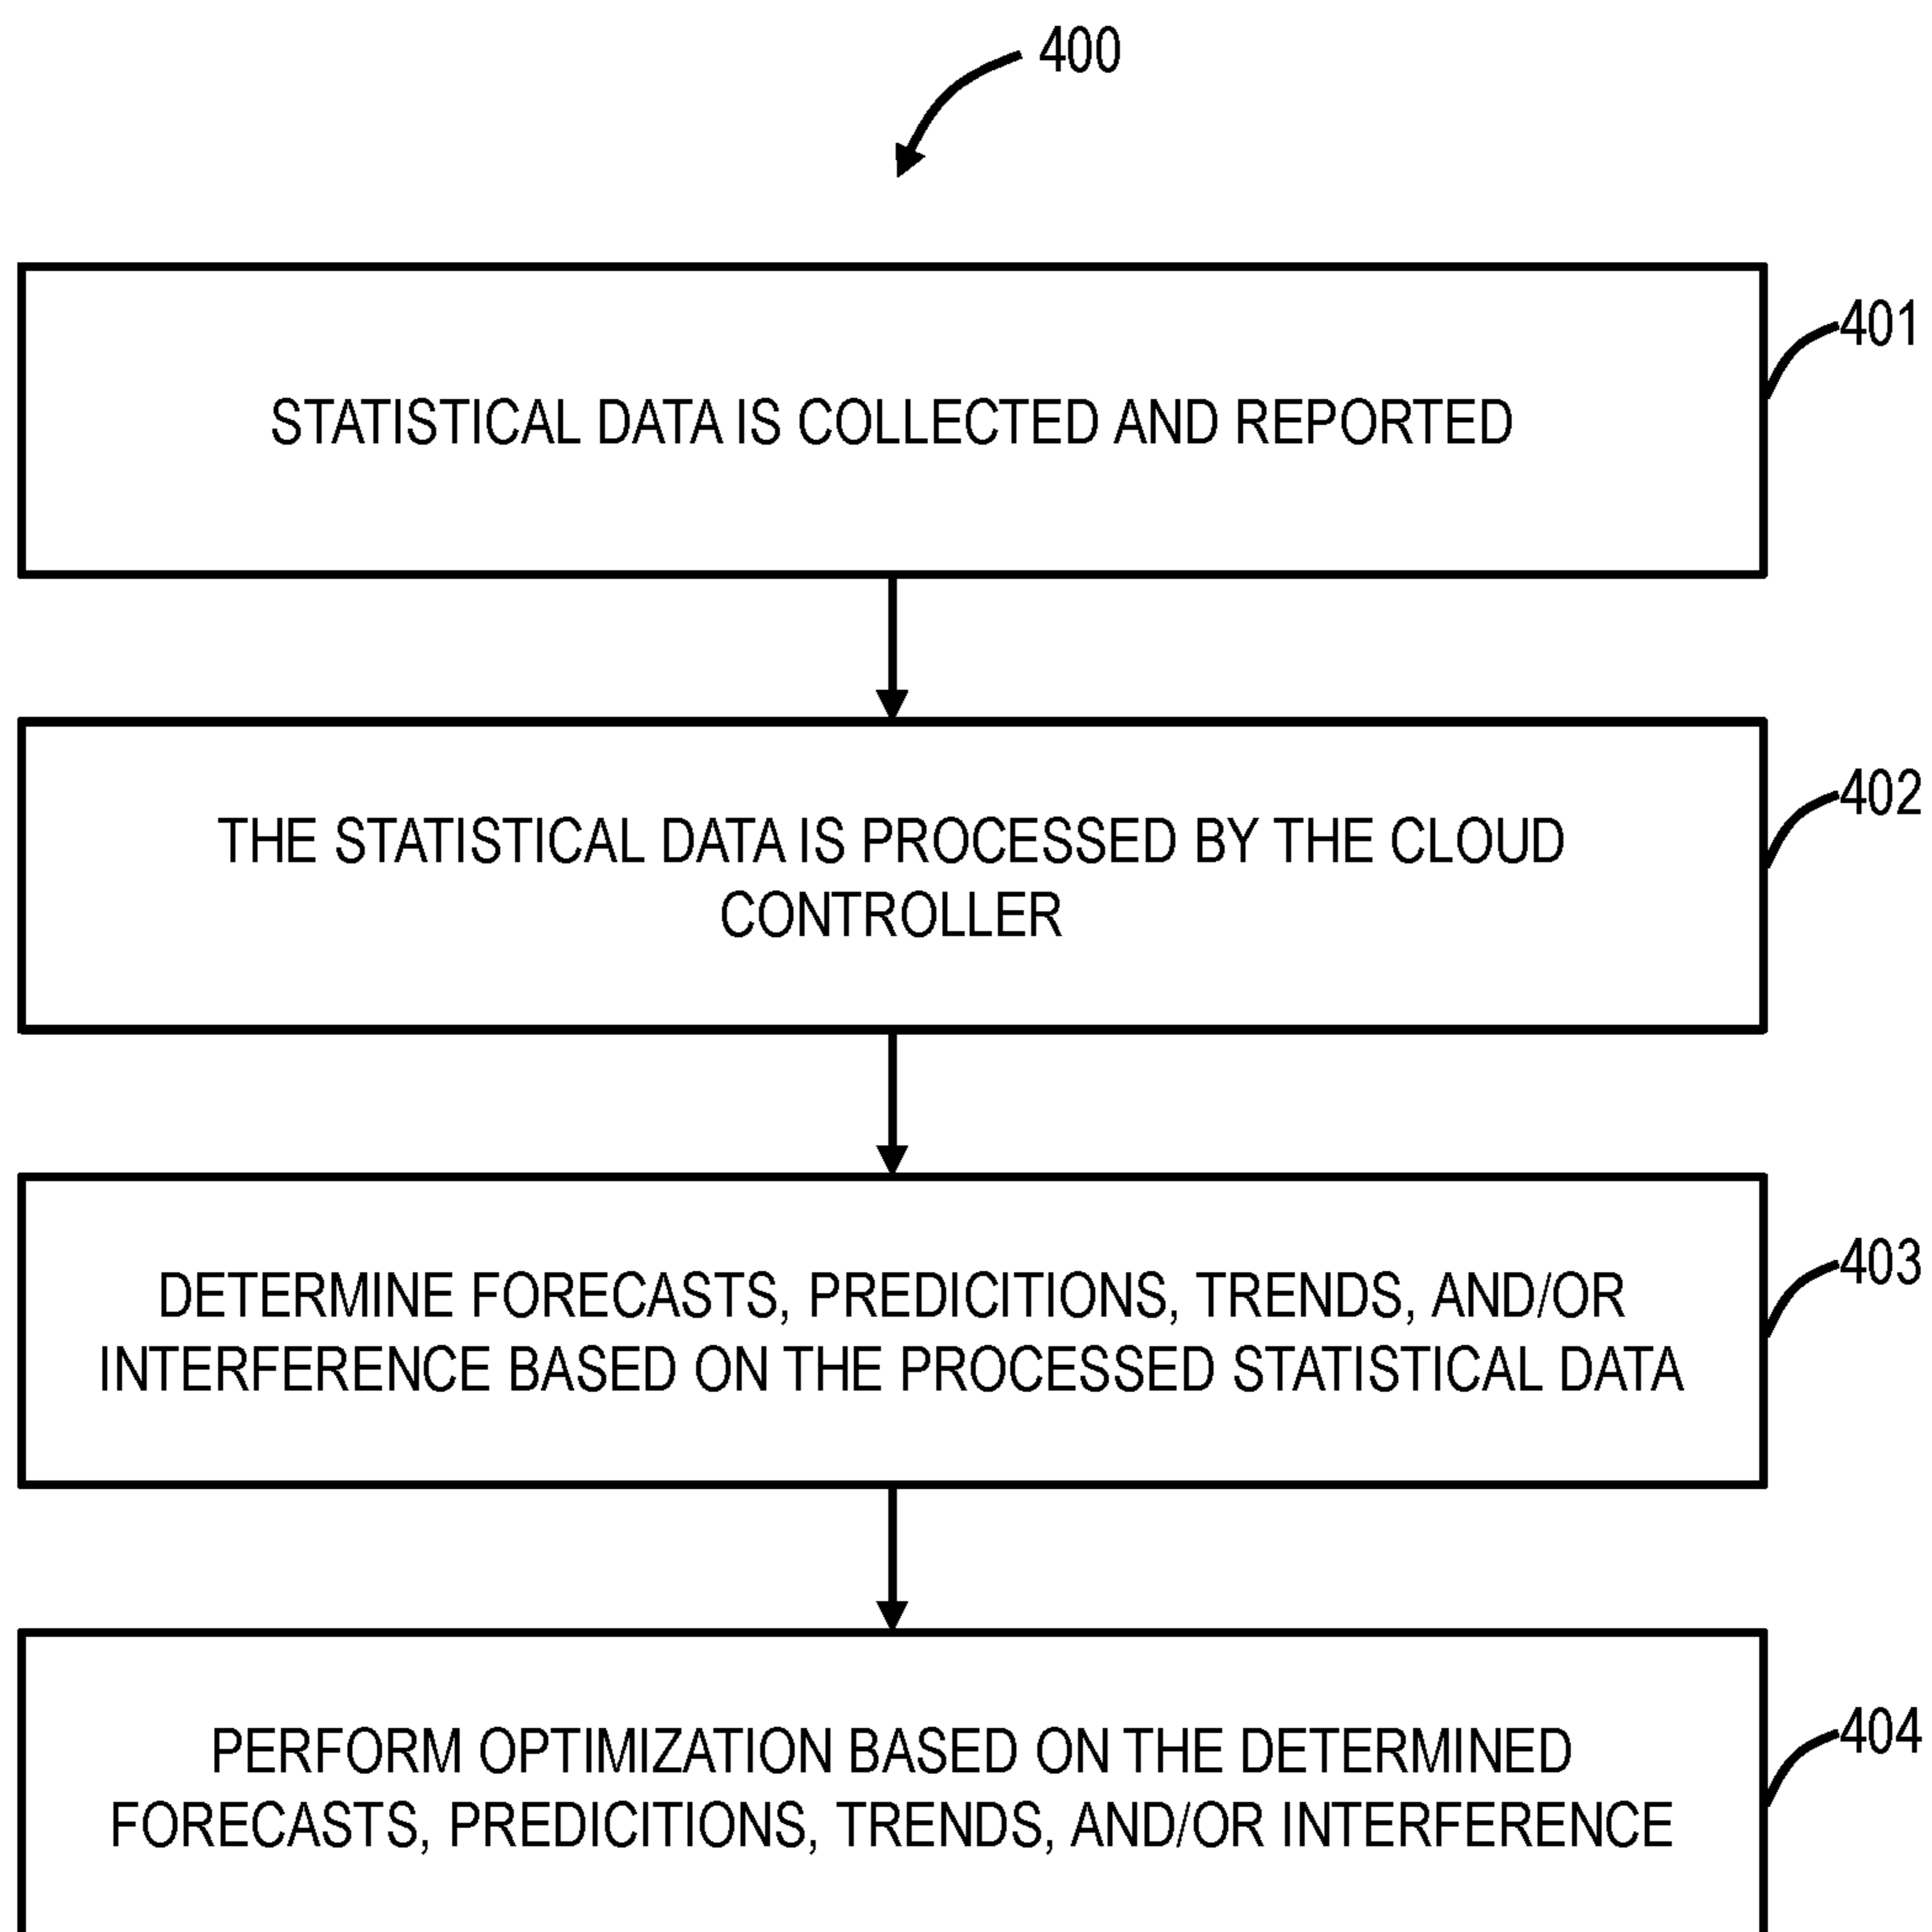 400
401
STATISTICAL DATA IS COLLECTED AND REPORTED
402
THE STATISTICAL DATA IS PROCESSED BY THE CLOUD
CONTROLLER
403
DETERMINE FORECASTS, PREDICITIONS, TRENDS, AND/OR
INTERFERENCE BASED ON THE PROCESSED STATISTICAL DATA
404
PERFORM OPTIMIZATION BASED ON THE DETERMINED
FORECASTS, PREDICITIONS, TRENDS, AND/OR INTERFERENCE